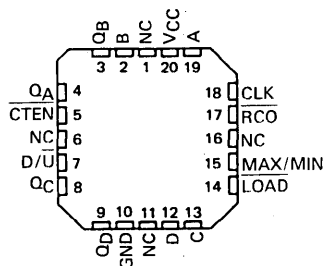 QB B NC VCC A
3 2 1 20 19
QA 4 18 CLK
CTEN 5 17 RCO
NC 6 16 NC
D/U 7 15 MAX/MIN
QC 8 14 LOAD
9 10 11 12 13
QD GND NC D C